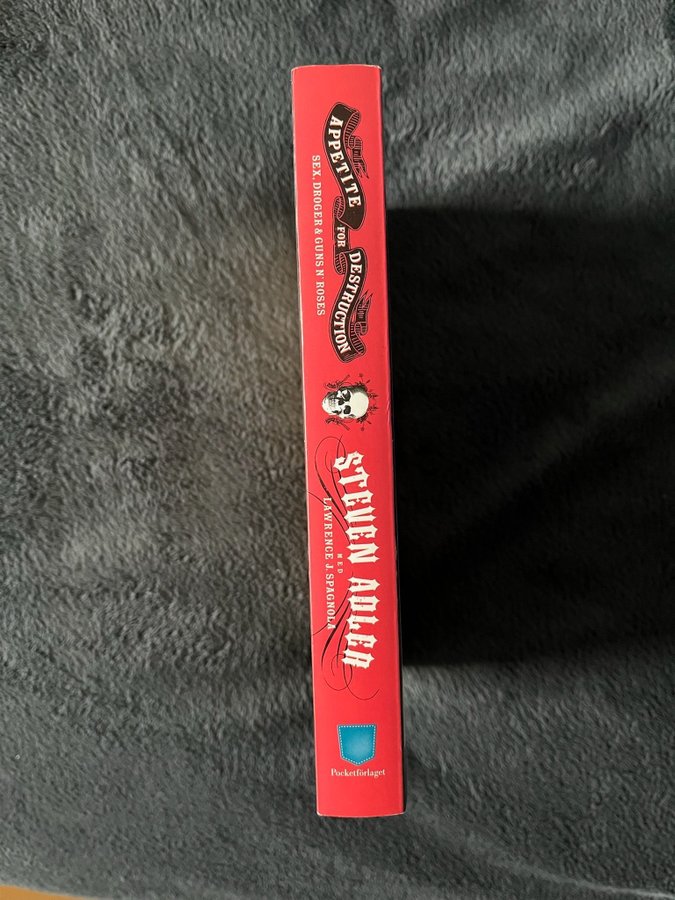 APPETITE FOR DESTRUCTION
SEX, DROGER & GUNS N' ROSES
STEVEN ADLER
MED
LAWRENCE J. SPAGNOLA
Pocketförlaget